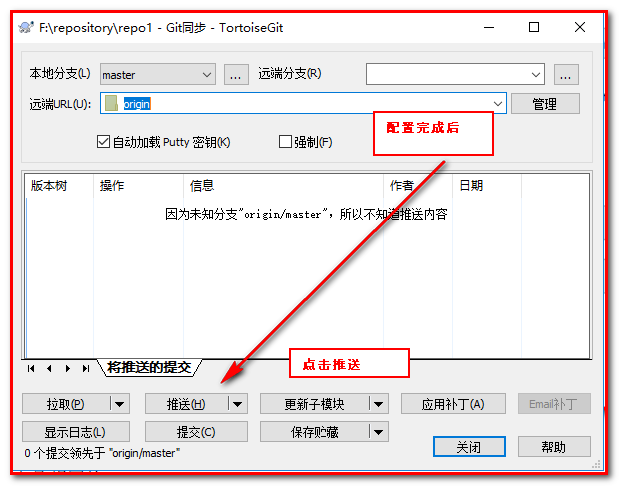 F:\repository\repo1 - Git同步 - TortoiseGit
本地分支(L) master ... 远端分支(R) ...
远端URL(U): origin 管理
配置完成后
自动加载 Putty 密钥(K) 强制(F)
版本树 操作 信息 作者 日期
因为未知分支"origin/master"，所以不知道推送内容
点击推送
将推送的提交
拉取(P) 推送(H) 更新子模块 应用补丁(A) Email补丁
显示日志(L) 提交(C) 保存贮藏
关闭 帮助
0 个提交领先于 "origin/master"